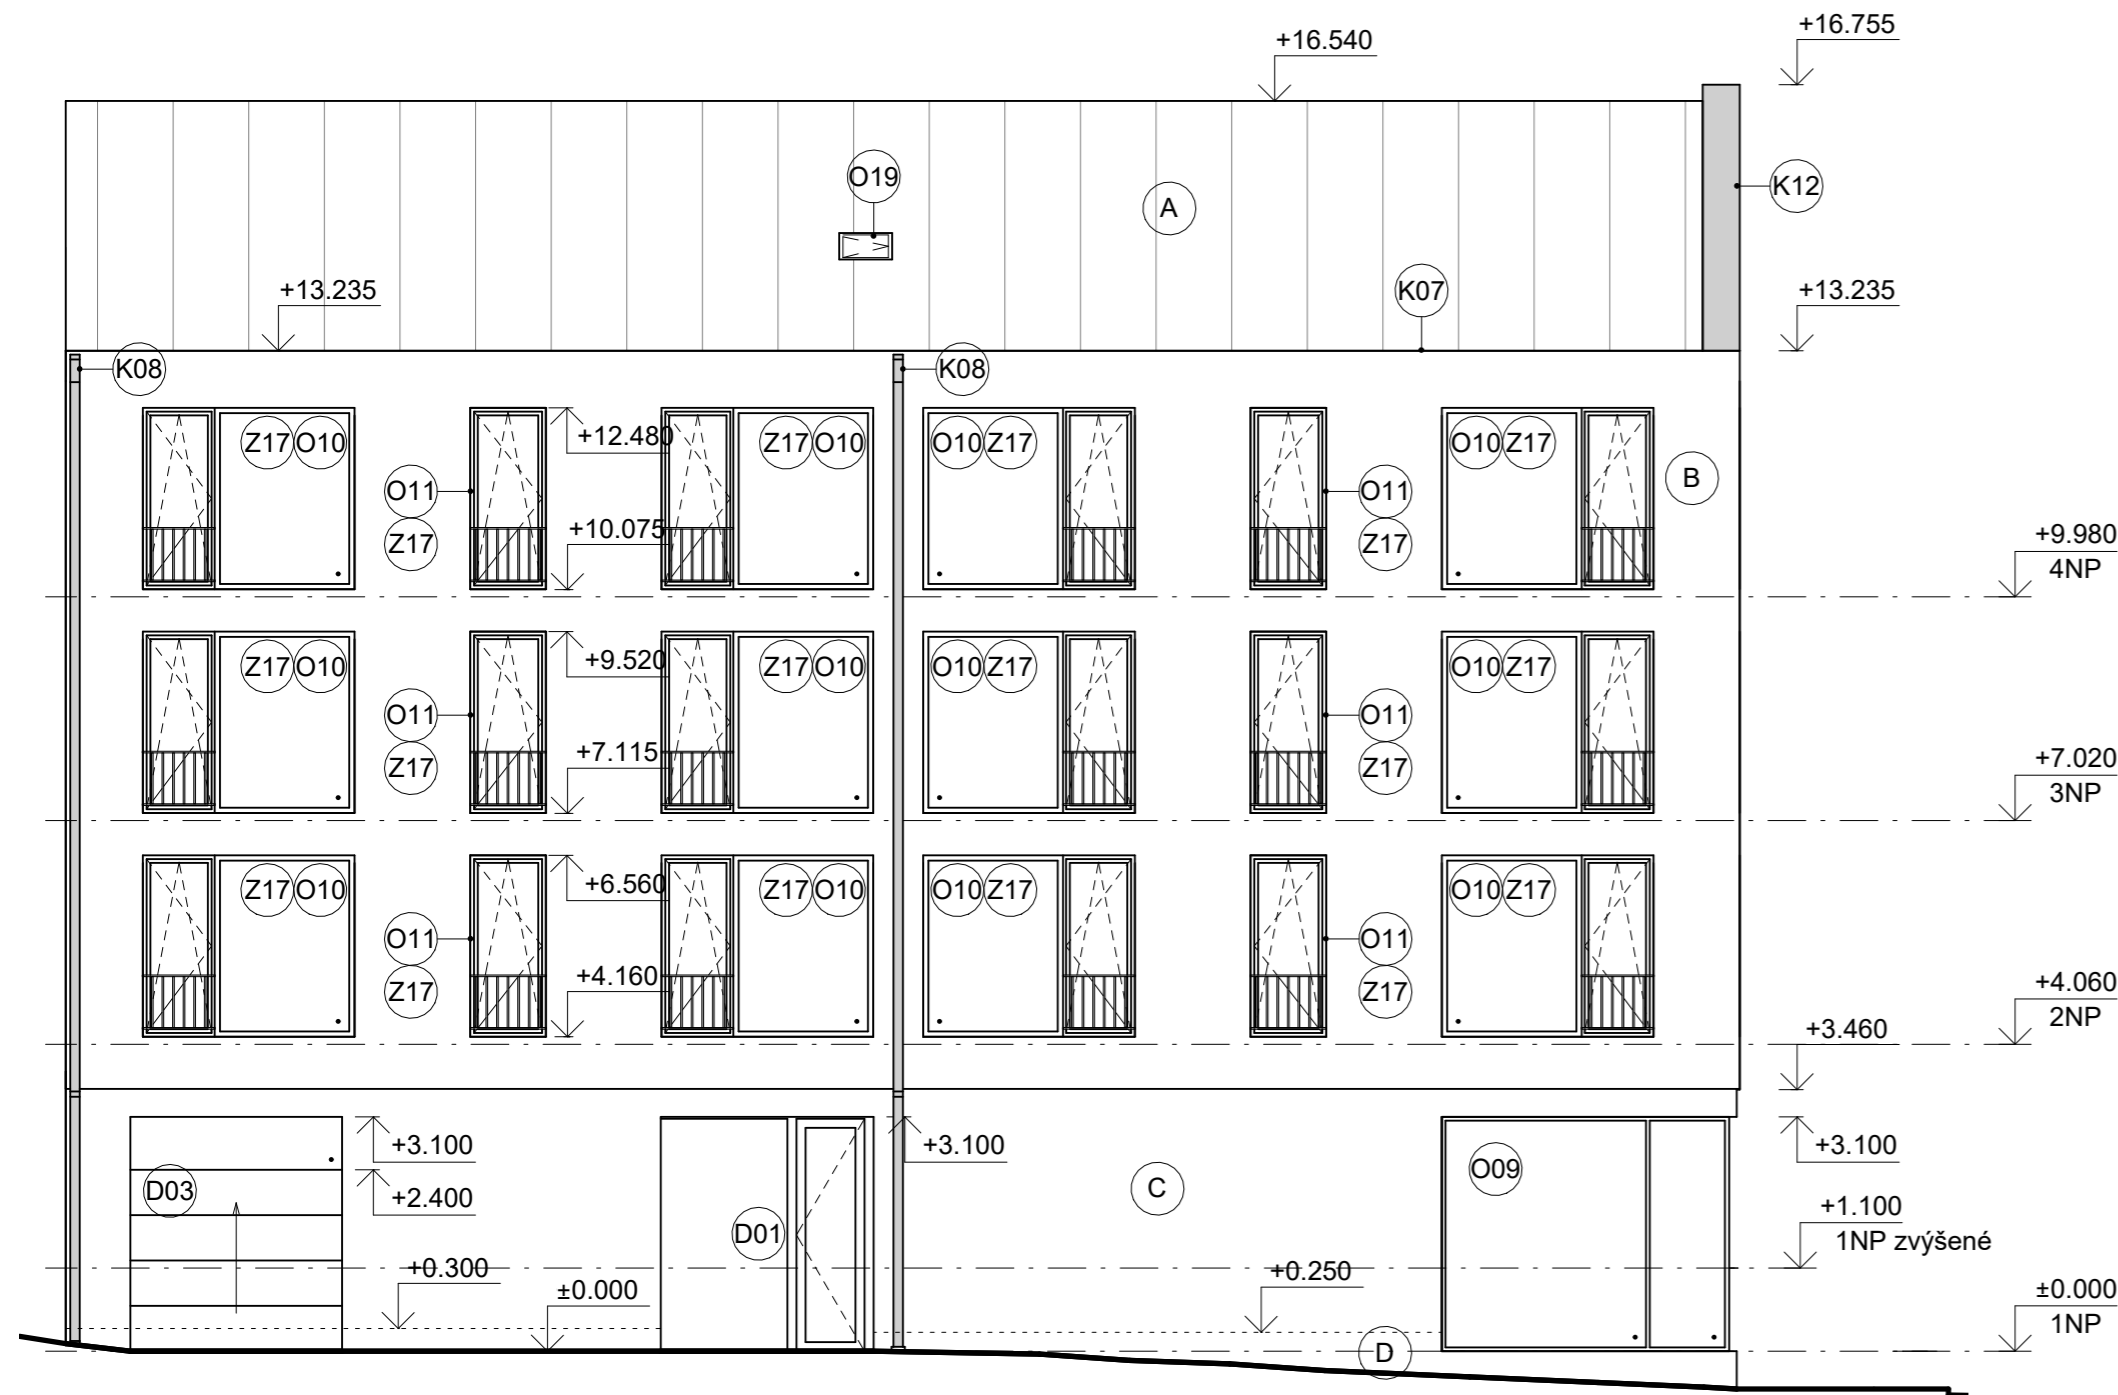 +16.755
+16.540
O19
A
K12
+13.235
K07
+13.235
K08
K08
Z17 O10
+12.480
Z17 O10
O10 Z17
O10 Z17
B
O11
O11
+10.075
Z17
Z17
+9.980
4NP
Z17 O10
+9.520
Z17 O10
O10 Z17
O10 Z17
O11
O11
+7.115
Z17
Z17
+7.020
3NP
Z17 O10
+6.560
Z17 O10
O10 Z17
O10 Z17
O11
O11
+4.160
Z17
Z17
+4.060
2NP
+3.460
+3.100
+3.100
+3.100
D03
+2.400
C
O09
D01
+1.100
1NP zvýšené
+0.300
+0.250
±0.000
±0.000
1NP
D